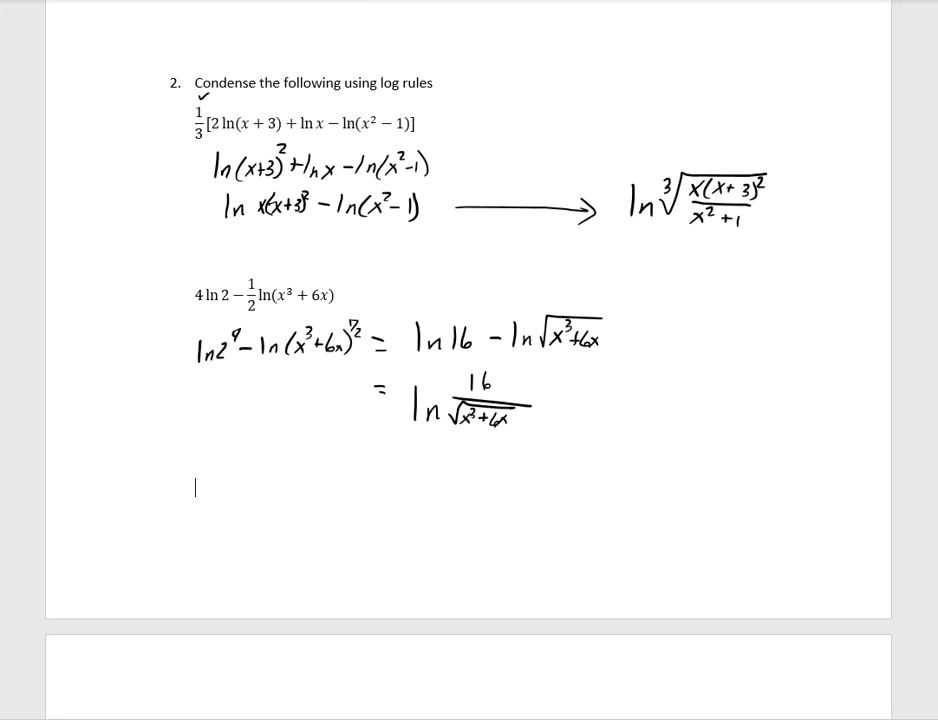 2. Condense the following using log rules
1/3 [2 ln(x + 3) + ln x − ln(x² − 1)]
ln(x+3)² + ln x − ln(x²−1)
ln x(x+3)² − ln(x²−1) ⟶ ln ∛(x(x+3)²/(x²+1))
4 ln 2 − 1/2 ln(x³ + 6x)
ln2⁴ − ln(x³+6x)^½ = ln 16 − ln √(x³+6x)
= ln 16/√(x³+6x)